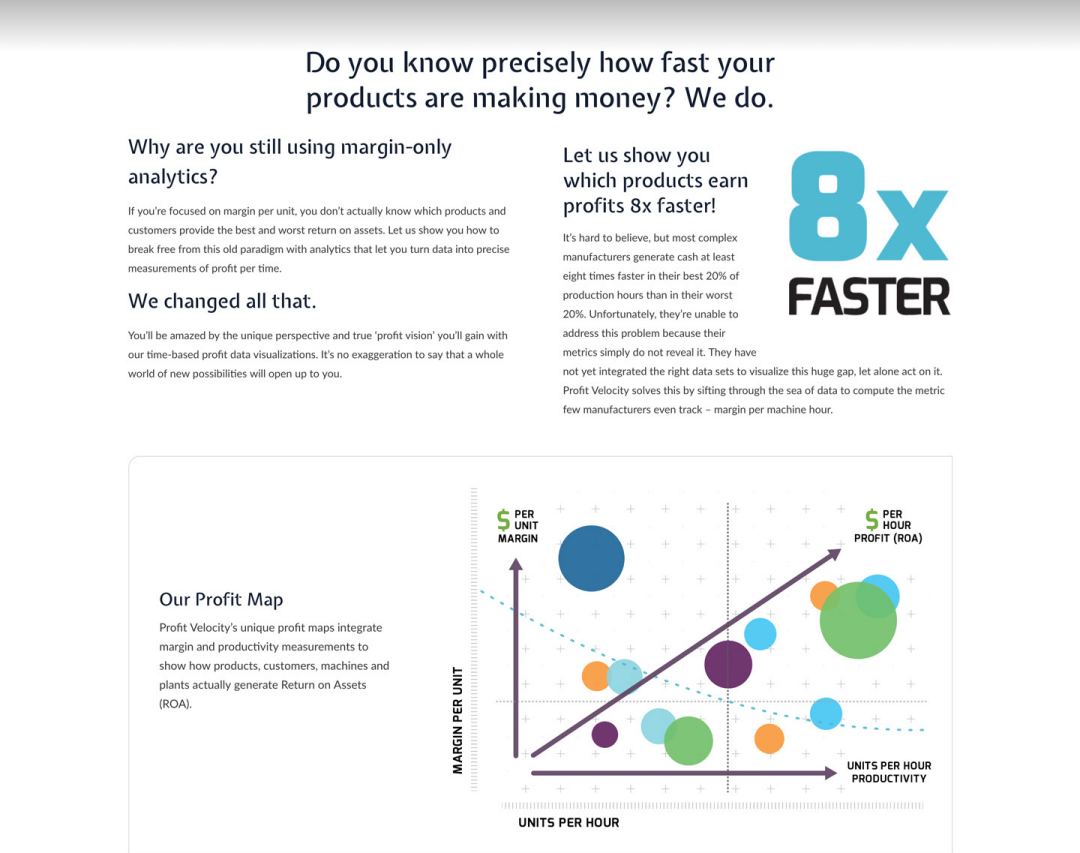 Do you know precisely how fast your
products are making money? We do.
Why are you still using margin-only
analytics?
If you're focused on margin per unit, you don't actually know which products and
customers provide the best and worst return on assets. Let us show you how to
break free from this old paradigm with analytics that let you turn data into precise
measurements of profit per time.
We changed all that.
You'll be amazed by the unique perspective and true ‘profit vision’ you'll gain with
our time-based profit data visualizations. It's no exaggeration to say that a whole
world of new possibilities will open up to you.
Let us show you
which products earn
profits 8x faster!
It's hard to believe, but most complex
manufacturers generate cash at least
eight times faster in their best 20% of
production hours than in their worst
20%. Unfortunately, they're unable to
address this problem because their
metrics simply do not reveal it. They have
not yet integrated the right data sets to visualize this huge gap, let alone act on it.
Profit Velocity solves this by sifting through the sea of data to compute the metric
few manufacturers even track – margin per machine hour.
8x
FASTER
Our Profit Map
Profit Velocity's unique profit maps integrate
margin and productivity measurements to
show how products, customers, machines and
plants actually generate Return on Assets
(ROA).
$ PER
UNIT
MARGIN
$ PER
HOUR
PROFIT (ROA)
MARGIN PER UNIT
UNITS PER HOUR
PRODUCTIVITY
UNITS PER HOUR